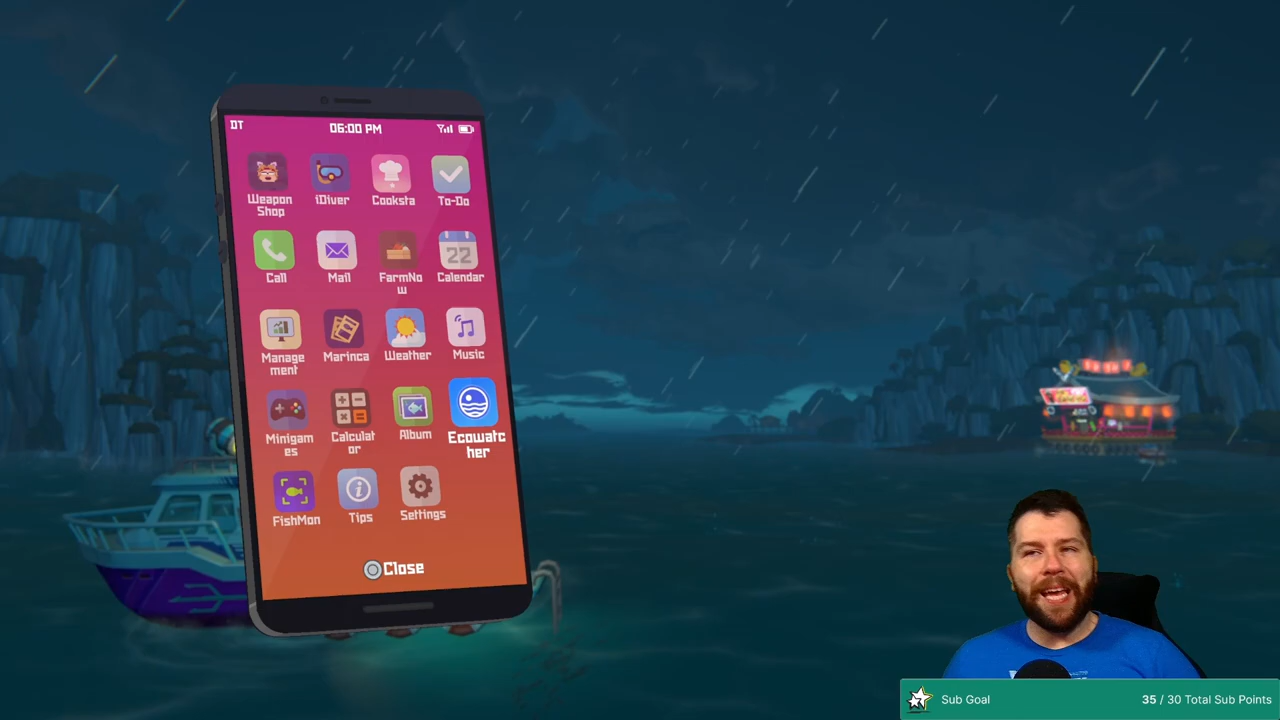 DT
06:00 PM
Weapon
Shop
iDiver
Cooksta
To-Do
Call
Mail
FarmNo
w
22
Calendar
Manage
ment
Marinca
Weather
Music
Minigam
es
Calculat
or
Album
Ecowatc
her
FishMon
Tips
Settings
Close
Sub Goal
35 / 30 Total Sub Points